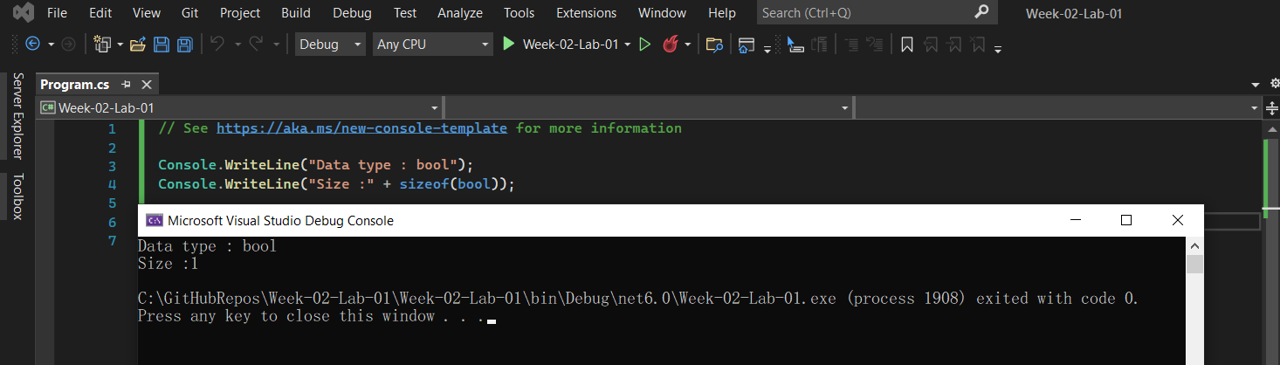 File Edit View Git Project Build Debug Test Analyze Tools Extensions Window Help Search (Ctrl+Q) Week-02-Lab-01
Debug Any CPU Week-02-Lab-01
Server Explorer
Toolbox
Program.cs
C# Week-02-Lab-01
1 // See https://aka.ms/new-console-template for more information
2
3 Console.WriteLine("Data type : bool");
4 Console.WriteLine("Size :" + sizeof(bool));
5
6
7
C:\ Microsoft Visual Studio Debug Console
Data type : bool
Size :1
C:\GitHubRepos\Week-02-Lab-01\Week-02-Lab-01\bin\Debug\net6.0\Week-02-Lab-01.exe (process 1908) exited with code 0.
Press any key to close this window . . .